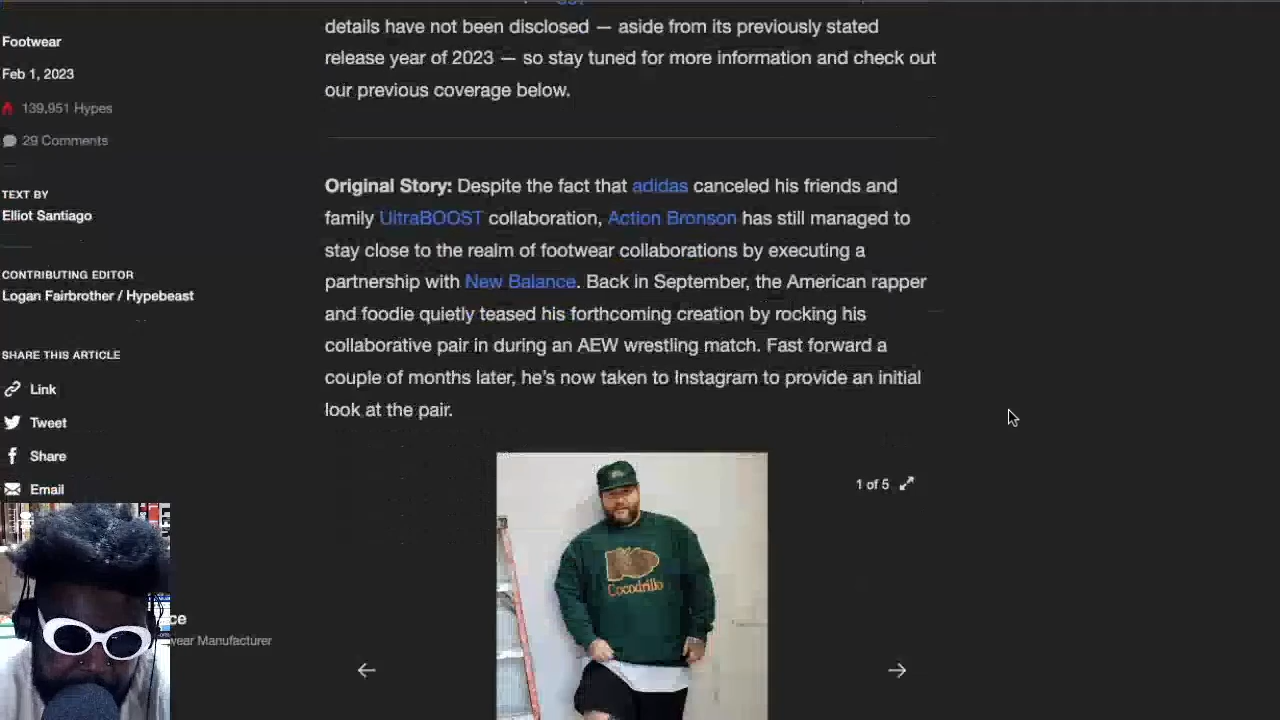 details have not been disclosed — aside from its previously stated
release year of 2023 — so stay tuned for more information and check out
our previous coverage below.
Footwear
Feb 1, 2023
139,951 Hypes
29 Comments
TEXT BY
Elliot Santiago
CONTRIBUTING EDITOR
Logan Fairbrother / Hypebeast
SHARE THIS ARTICLE
Link
Tweet
Share
Email
ce
wear Manufacturer
Original Story: Despite the fact that adidas canceled his friends and
family UltraBOOST collaboration, Action Bronson has still managed to
stay close to the realm of footwear collaborations by executing a
partnership with New Balance. Back in September, the American rapper
and foodie quietly teased his forthcoming creation by rocking his
collaborative pair in during an AEW wrestling match. Fast forward a
couple of months later, he's now taken to Instagram to provide an initial
look at the pair.
1 of 5
Cocodrillo